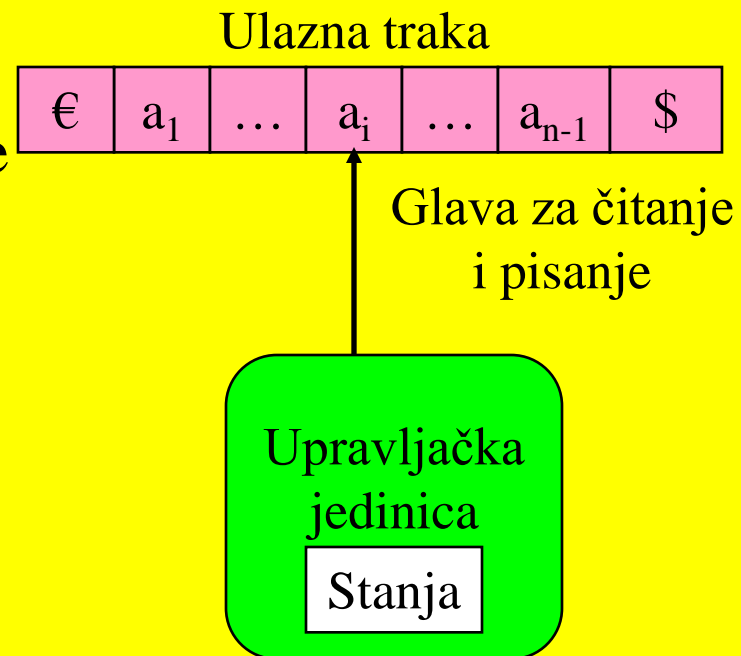 Ulazna traka
€ a₁ … aᵢ … aₙ₋₁ $
Glava za čitanje
i pisanje
Upravljačka
jedinica
Stanja